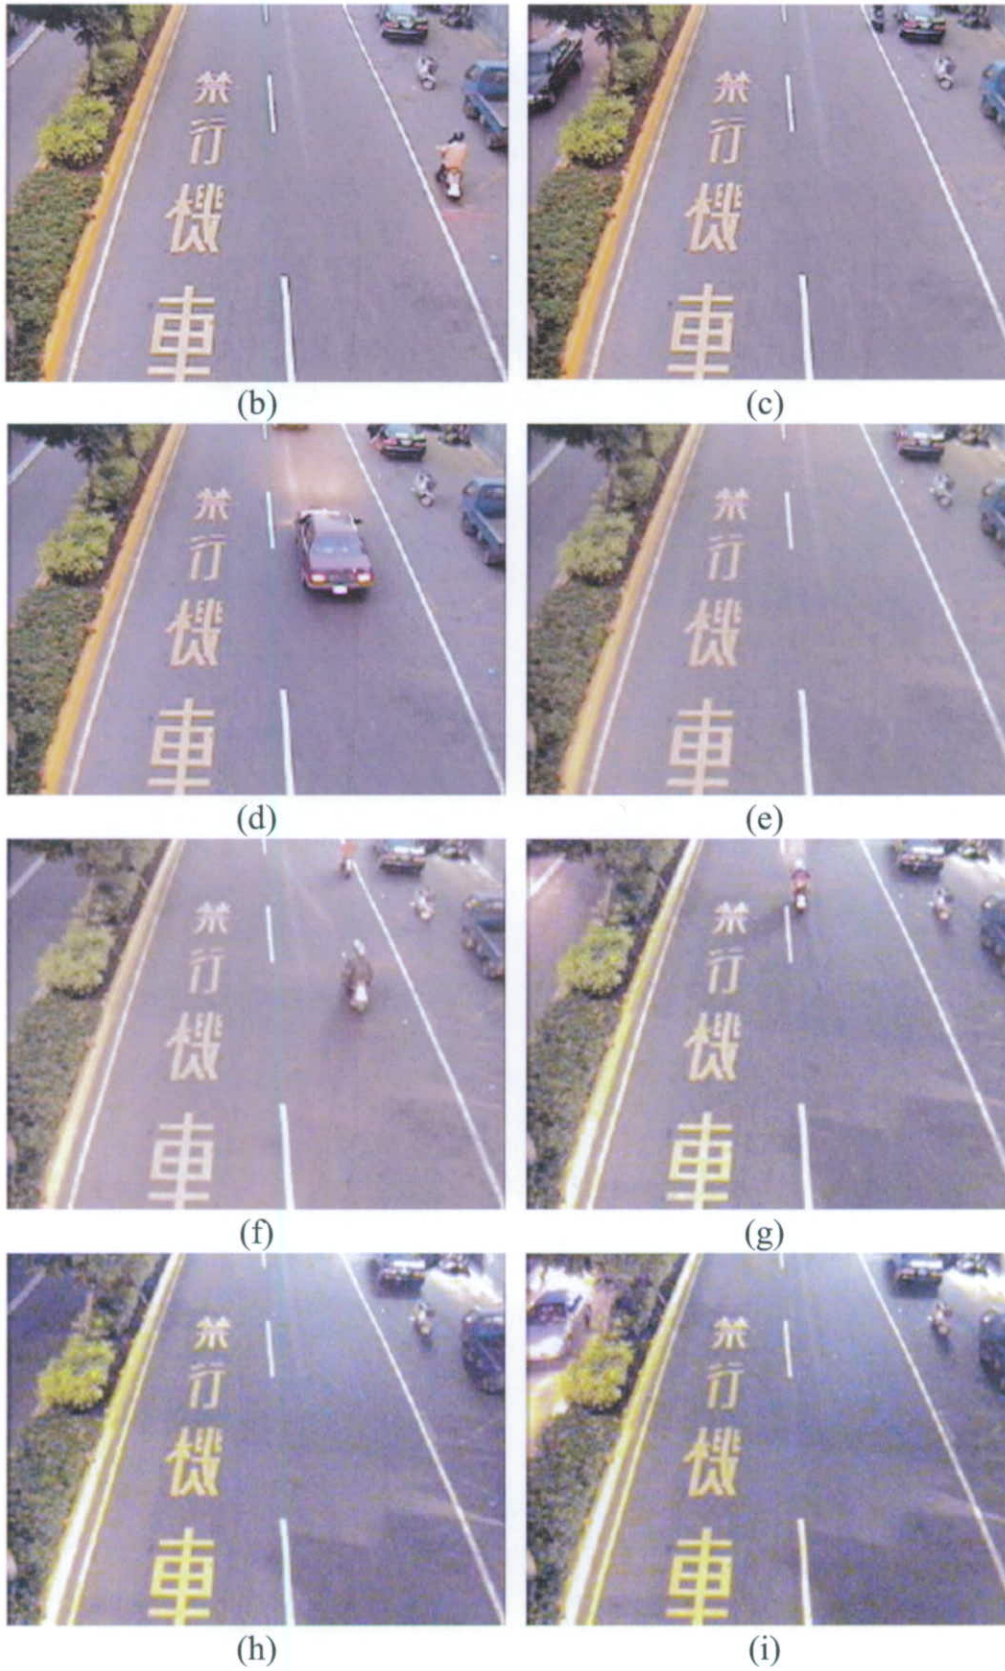 禁 禁
行 行
機 機
車 車
(b) (c)
禁 禁
行 行
機 機
車 車
(d) (e)
禁 禁
行 行
機 機
車 車
(f) (g)
禁 禁
行 行
機 機
車 車
(h) (i)